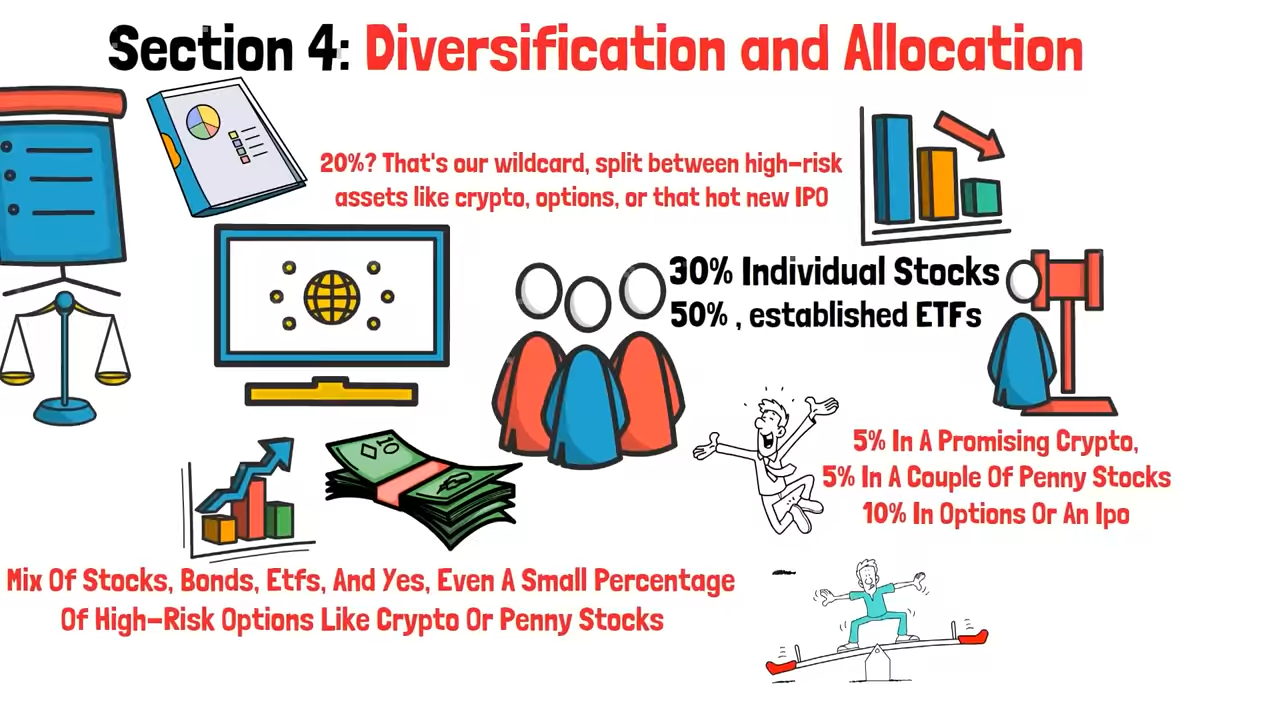 Section 4: Diversification and Allocation
20%? That's our wildcard, split between high-risk
assets like crypto, options, or that hot new IPO
30% Individual Stocks
50% , established ETFs
5% In A Promising Crypto,
5% In A Couple Of Penny Stocks
10% In Options Or An Ipo
Mix Of Stocks, Bonds, Etfs, And Yes, Even A Small Percentage
Of High-Risk Options Like Crypto Or Penny Stocks